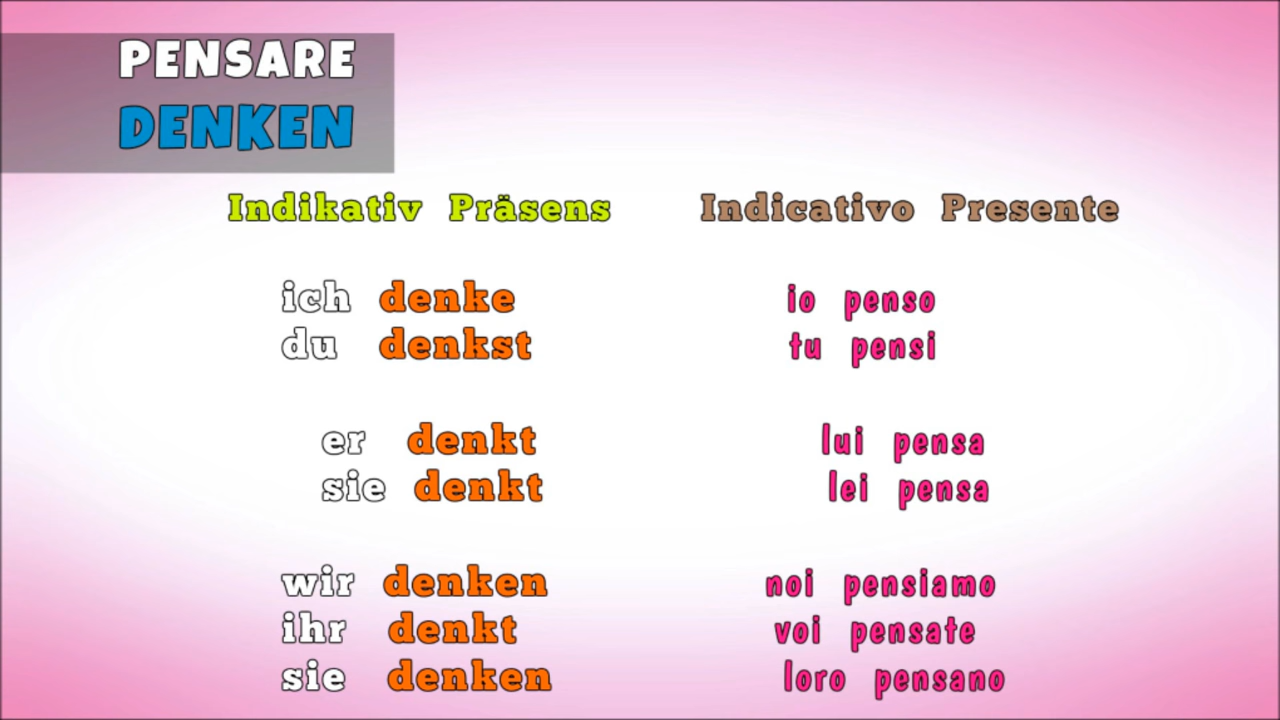 PENSARE
DENKEN
Indikativ Präsens
Indicativo Presente
ich denke
io penso
du denkst
tu pensi
er denkt
lui pensa
sie denkt
lei pensa
wir denken
noi pensiamo
ihr denkt
voi pensate
sie denken
loro pensano